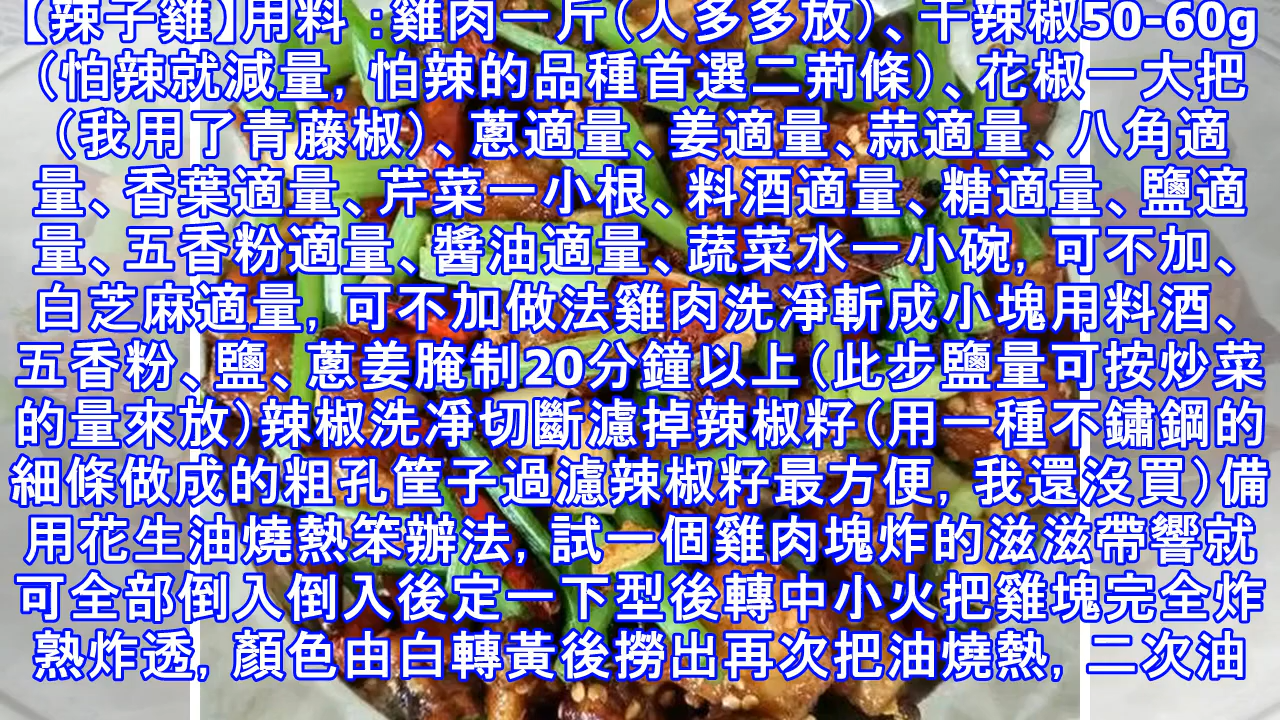 【辣子雞】用料:雞肉一斤(人多多放)、干辣椒50-60g
(怕辣就減量, 怕辣的品種首選二荊條)、花椒一大把
(我用了青藤椒)、蔥適量、姜適量、蒜適量、八角適
量、香葉適量、芹菜一小根、料酒適量、糖適量、鹽適
量、五香粉適量、醬油適量、蔬菜水一小碗, 可不加、
白芝麻適量, 可不加做法雞肉洗凈斬成小塊用料酒、
五香粉、鹽、蔥姜腌制20分鐘以上(此步鹽量可按炒菜
的量來放)辣椒洗凈切斷濾掉辣椒籽(用一種不鏽鋼的
細條做成的粗孔筐子過濾辣椒籽最方便, 我還沒買)備
用花生油燒熱笨辦法, 試一個雞肉塊炸的滋滋帶響就
可全部倒入倒入後定一下型後轉中小火把雞塊完全炸
熟炸透, 顏色由白轉黃後撈出再次把油燒熱, 二次油